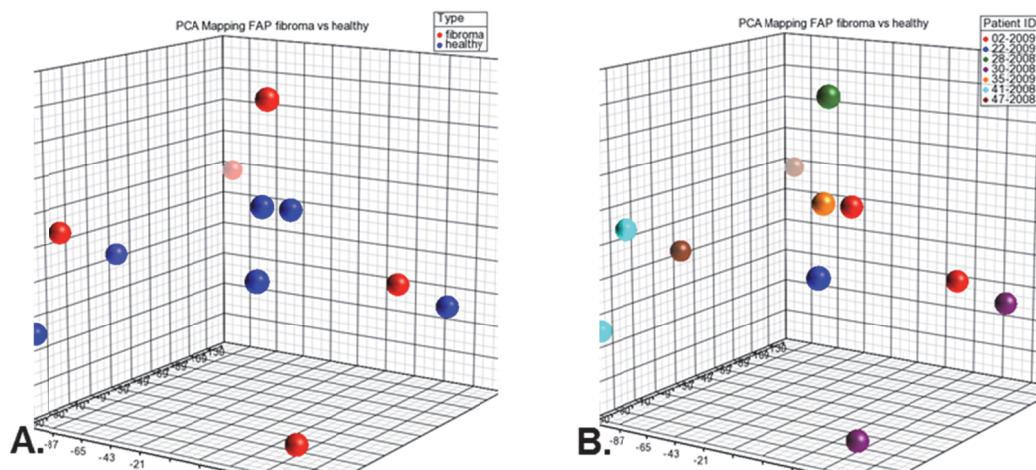 PCA Mapping FAP fibroma vs healthy
Type
fibroma
healthy
A.
-87
-65
-43
-21
PCA Mapping FAP fibroma vs healthy
Patient ID
02-2009
22-2009
28-2008
30-2008
35-2009
41-2008
47-2008
B.
-87
-65
-43
-21